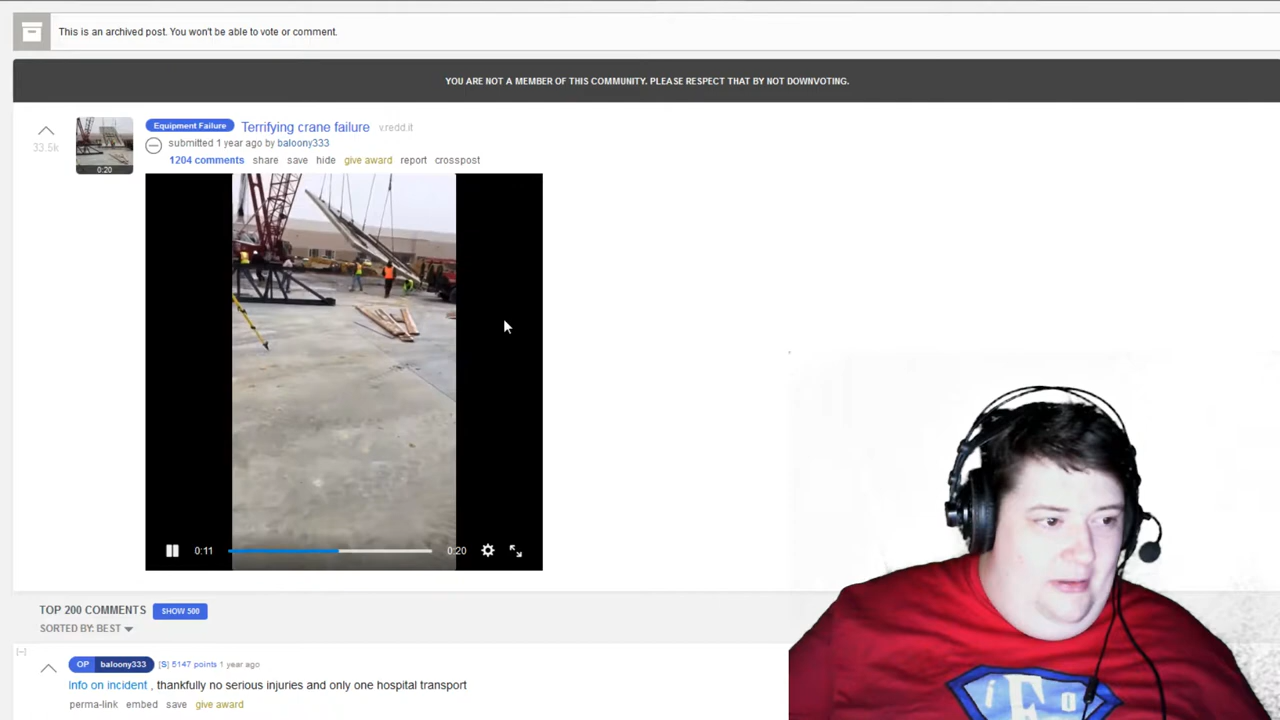 This is an archived post. You won't be able to vote or comment.
YOU ARE NOT A MEMBER OF THIS COMMUNITY. PLEASE RESPECT THAT BY NOT DOWNVOTING.
Equipment Failure Terrifying crane failure v.redd.it
33.5k
submitted 1 year ago by baloony333
0:20
1204 comments share save hide give award report crosspost
0:11 0:20
TOP 200 COMMENTS SHOW 500
SORTED BY: BEST
[-]
OP baloony333 [S] 5147 points 1 year ago
info on incident , thankfully no serious injuries and only one hospital transport
perma-link embed save give award
iFo